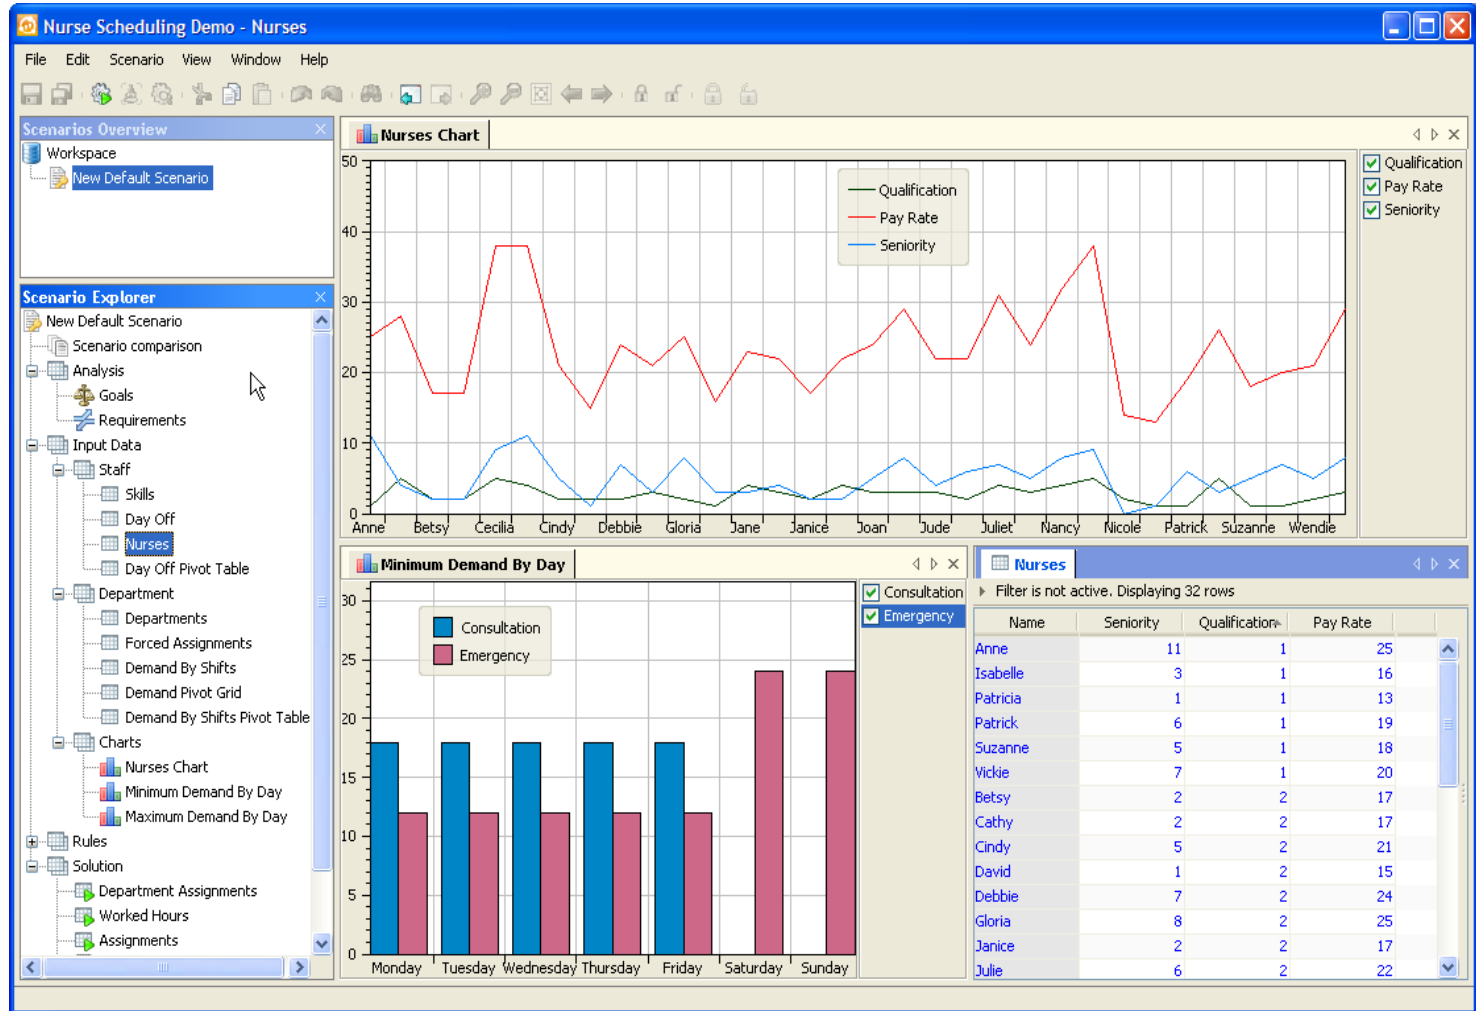 Nurse Scheduling Demo - Nurses
File Edit Scenario View Window Help
Scenarios Overview
Workspace
New Default Scenario
Scenario Explorer
New Default Scenario
Scenario comparison
Analysis
Goals
Requirements
Input Data
Staff
Skills
Day Off
Nurses
Day Off Pivot Table
Department
Departments
Forced Assignments
Demand By Shifts
Demand Pivot Grid
Demand By Shifts Pivot Table
Charts
Nurses Chart
Minimum Demand By Day
Maximum Demand By Day
Rules
Solution
Department Assignments
Worked Hours
Assignments
Nurses Chart
50
40
30
20
10
0
Qualification
Pay Rate
Seniority
Anne Betsy Cecilia Cindy Debbie Gloria Jane Janice Joan Jude Juliet Nancy Nicole Patrick Suzanne Wendie
Qualification
Pay Rate
Seniority
Minimum Demand By Day
30
25
20
15
10
5
0
Consultation
Emergency
Monday Tuesday Wednesday Thursday Friday Saturday Sunday
Consultation
Emergency
Nurses
Filter is not active. Displaying 32 rows
Name Seniority Qualification Pay Rate
Anne 11 1 25
Isabelle 3 1 16
Patricia 1 1 13
Patrick 6 1 19
Suzanne 5 1 18
Vickie 7 1 20
Betsy 2 2 17
Cathy 2 2 17
Cindy 5 2 21
David 1 2 15
Debbie 7 2 24
Gloria 8 2 25
Janice 2 2 17
Julie 6 2 22